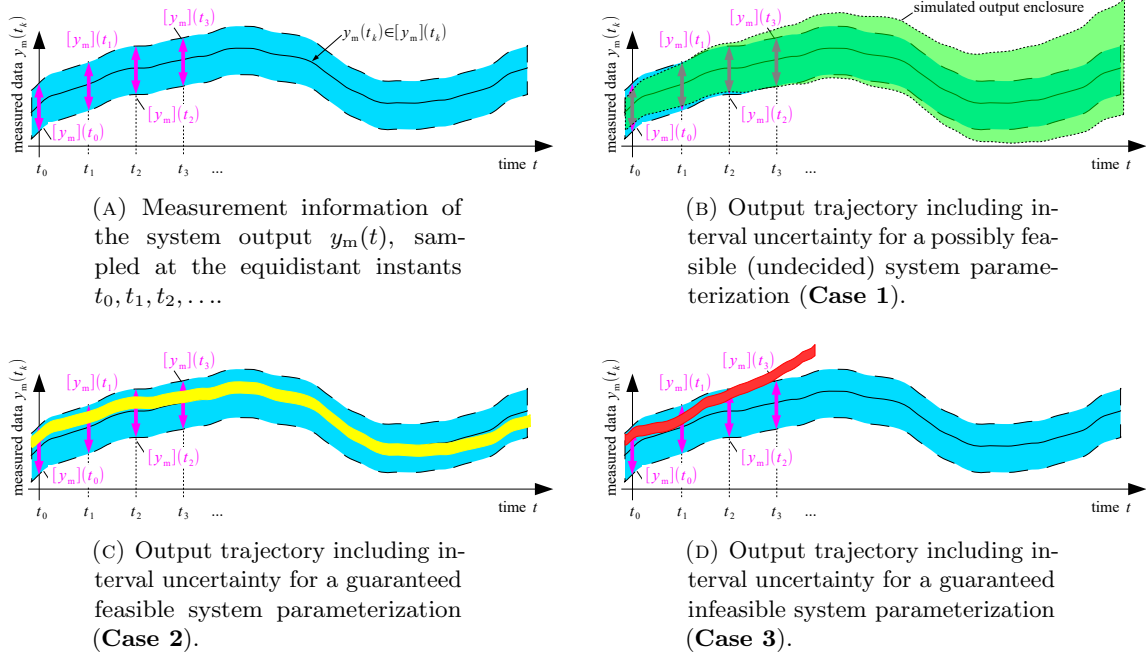 measured data y_m(t_k)
[y_m](t_1)
[y_m](t_3)
y_m(t_k)∈[y_m](t_k)
[y_m](t_2)
[y_m](t_0)
time t
t_0 t_1 t_2 t_3 ...
(A) Measurement information of
the system output y_m(t), sam-
pled at the equidistant instants
t_0, t_1, t_2, ....
measured data y_m(t_k)
simulated output enclosure
[y_m](t_3)
[y_m](t_1)
[y_m](t_2)
[y_m](t_0)
time t
t_0 t_1 t_2 t_3 ...
(B) Output trajectory including in-
terval uncertainty for a possibly fea-
sible (undecided) system parame-
terization (Case 1).
measured data y_m(t_k)
[y_m](t_3)
[y_m](t_1)
[y_m](t_2)
[y_m](t_0)
time t
t_0 t_1 t_2 t_3 ...
(C) Output trajectory including in-
terval uncertainty for a guaranteed
feasible system parameterization
(Case 2).
measured data y_m(t_k)
[y_m](t_3)
[y_m](t_1)
[y_m](t_2)
[y_m](t_0)
time t
t_0 t_1 t_2 t_3 ...
(D) Output trajectory including in-
terval uncertainty for a guaranteed
infeasible system parameterization
(Case 3).